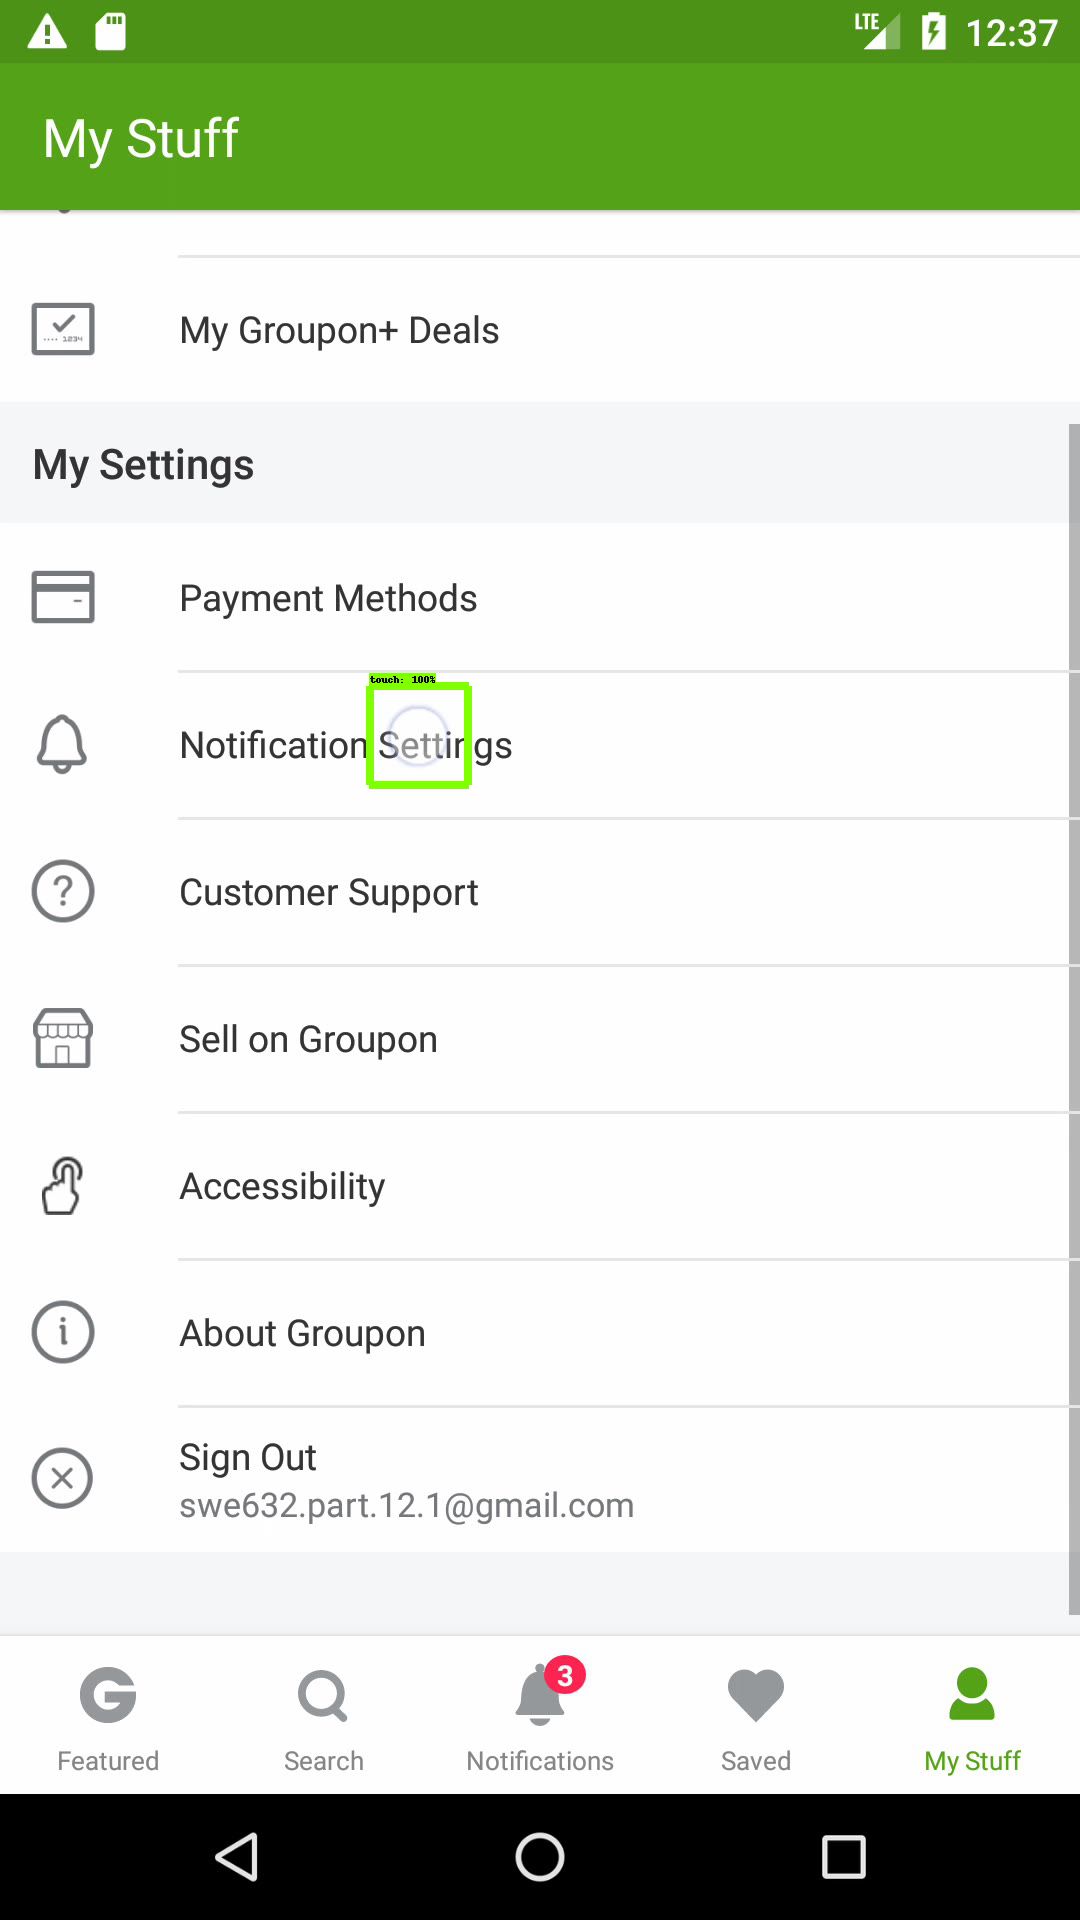 LTE 12:37
My Stuff
1234
My Groupon+ Deals
My Settings
Payment Methods
touch: 100%
Notification Settings
?
Customer Support
Sell on Groupon
Accessibility
i
About Groupon
Sign Out
swe632.part.12.1@gmail.com
G
3
Featured Search Notifications Saved My Stuff